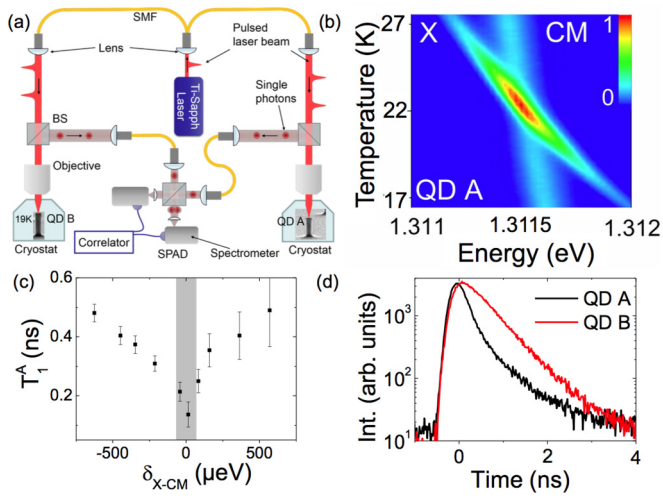 (a)
SMF
Lens
Pulsed
laser beam
Ti-Sapph
Laser
Single
photons
BS
Objective
19K
QD B
Cryostat
QD A
Cryostat
Correlator
SPAD
Spectrometer
(b)
Temperature (K)
27
22
17
X
CM
1
0
QD A
1.311
1.3115
1.312
Energy (eV)
(c)
T₁ᴬ (ns)
0.6
0.4
0.2
-500
0
500
δX-CM (µeV)
(d)
Int. (arb. units)
10³
10²
10
QD A
QD B
0
2
4
Time (ns)